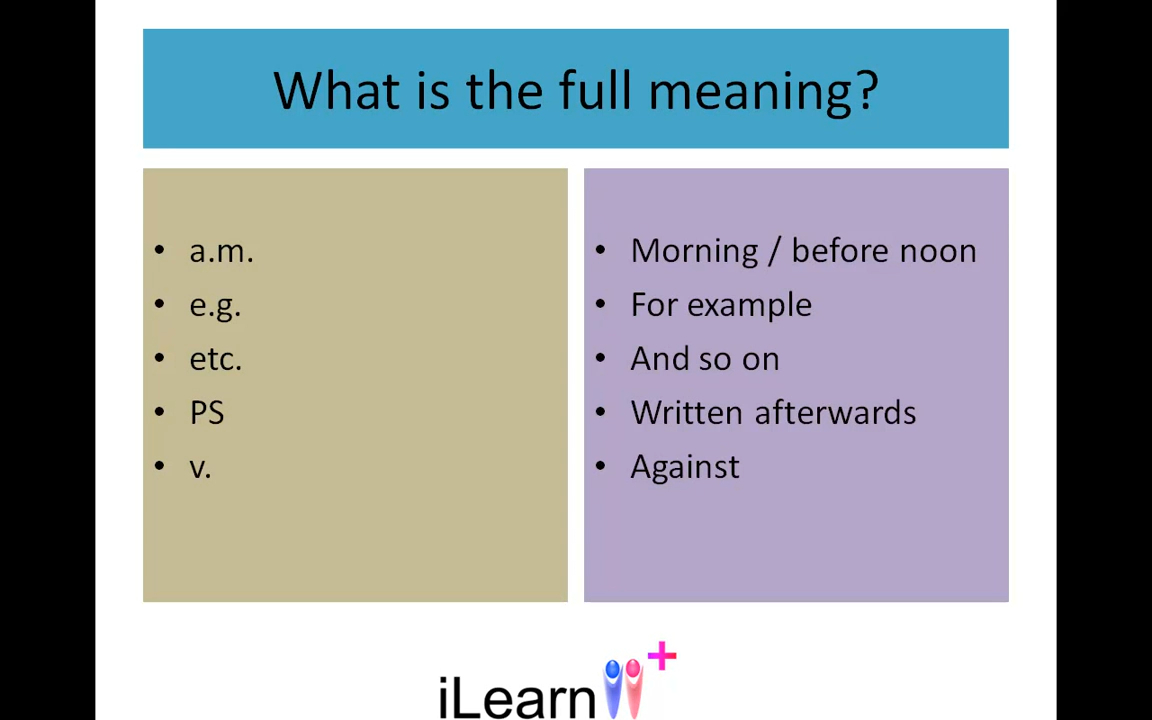 What is the full meaning?
• a.m.
• e.g.
• etc.
• PS
• v.
• Morning / before noon
• For example
• And so on
• Written afterwards
• Against
iLearn +